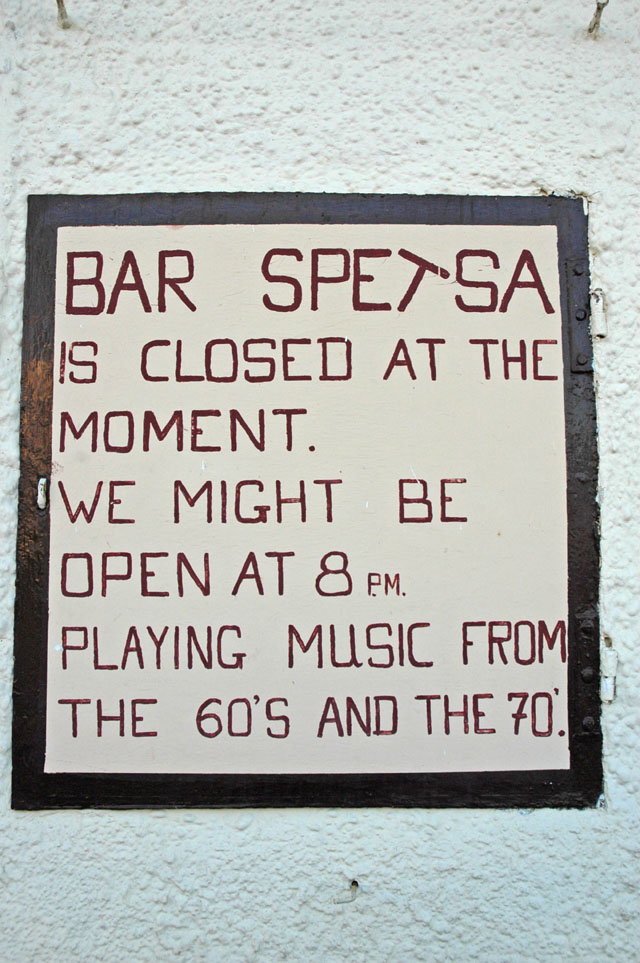 BAR SPETSA
IS CLOSED AT THE
MOMENT.
WE MIGHT BE
OPEN AT 8 P.M.
PLAYING MUSIC FROM
THE 60'S AND THE 70'.